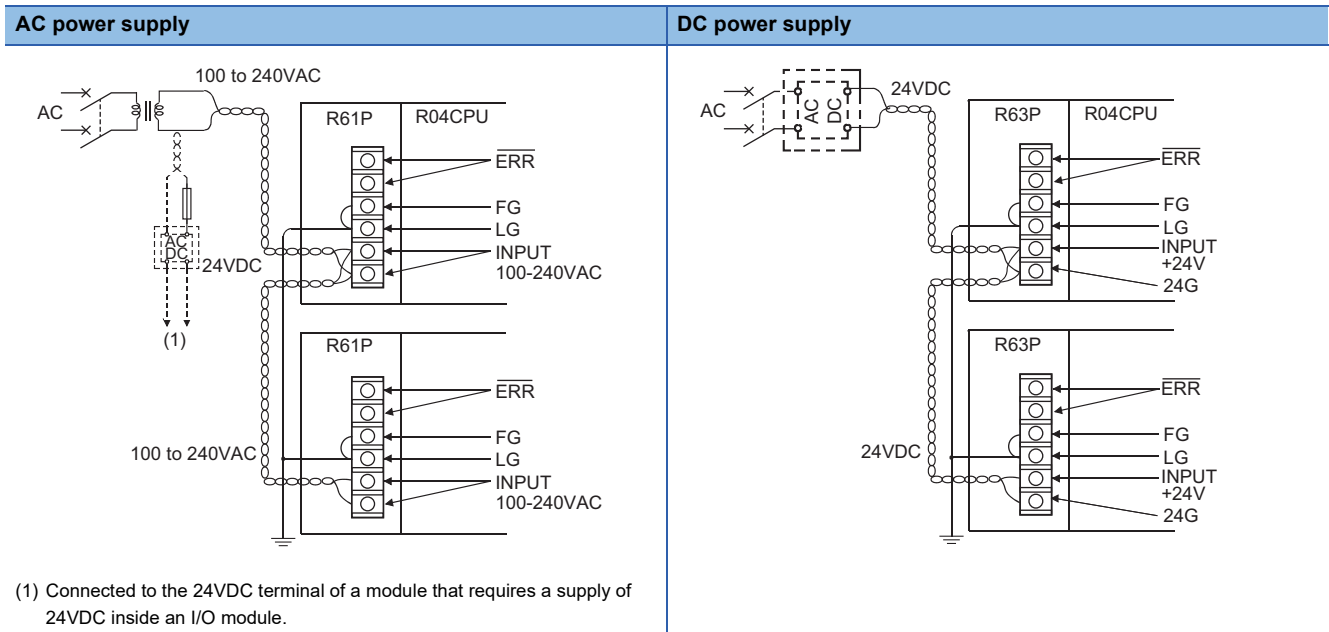 AC power supply
DC power supply
100 to 240VAC
AC
R61P
R04CPU
ERR
FG
LG
INPUT
100-240VAC
AC
DC
24VDC
(1)
R61P
ERR
FG
LG
INPUT
100-240VAC
100 to 240VAC
(1) Connected to the 24VDC terminal of a module that requires a supply of
24VDC inside an I/O module.
24VDC
AC
AC
DC
R63P
R04CPU
ERR
FG
LG
INPUT
+24V
24G
R63P
ERR
FG
24VDC
LG
INPUT
+24V
24G